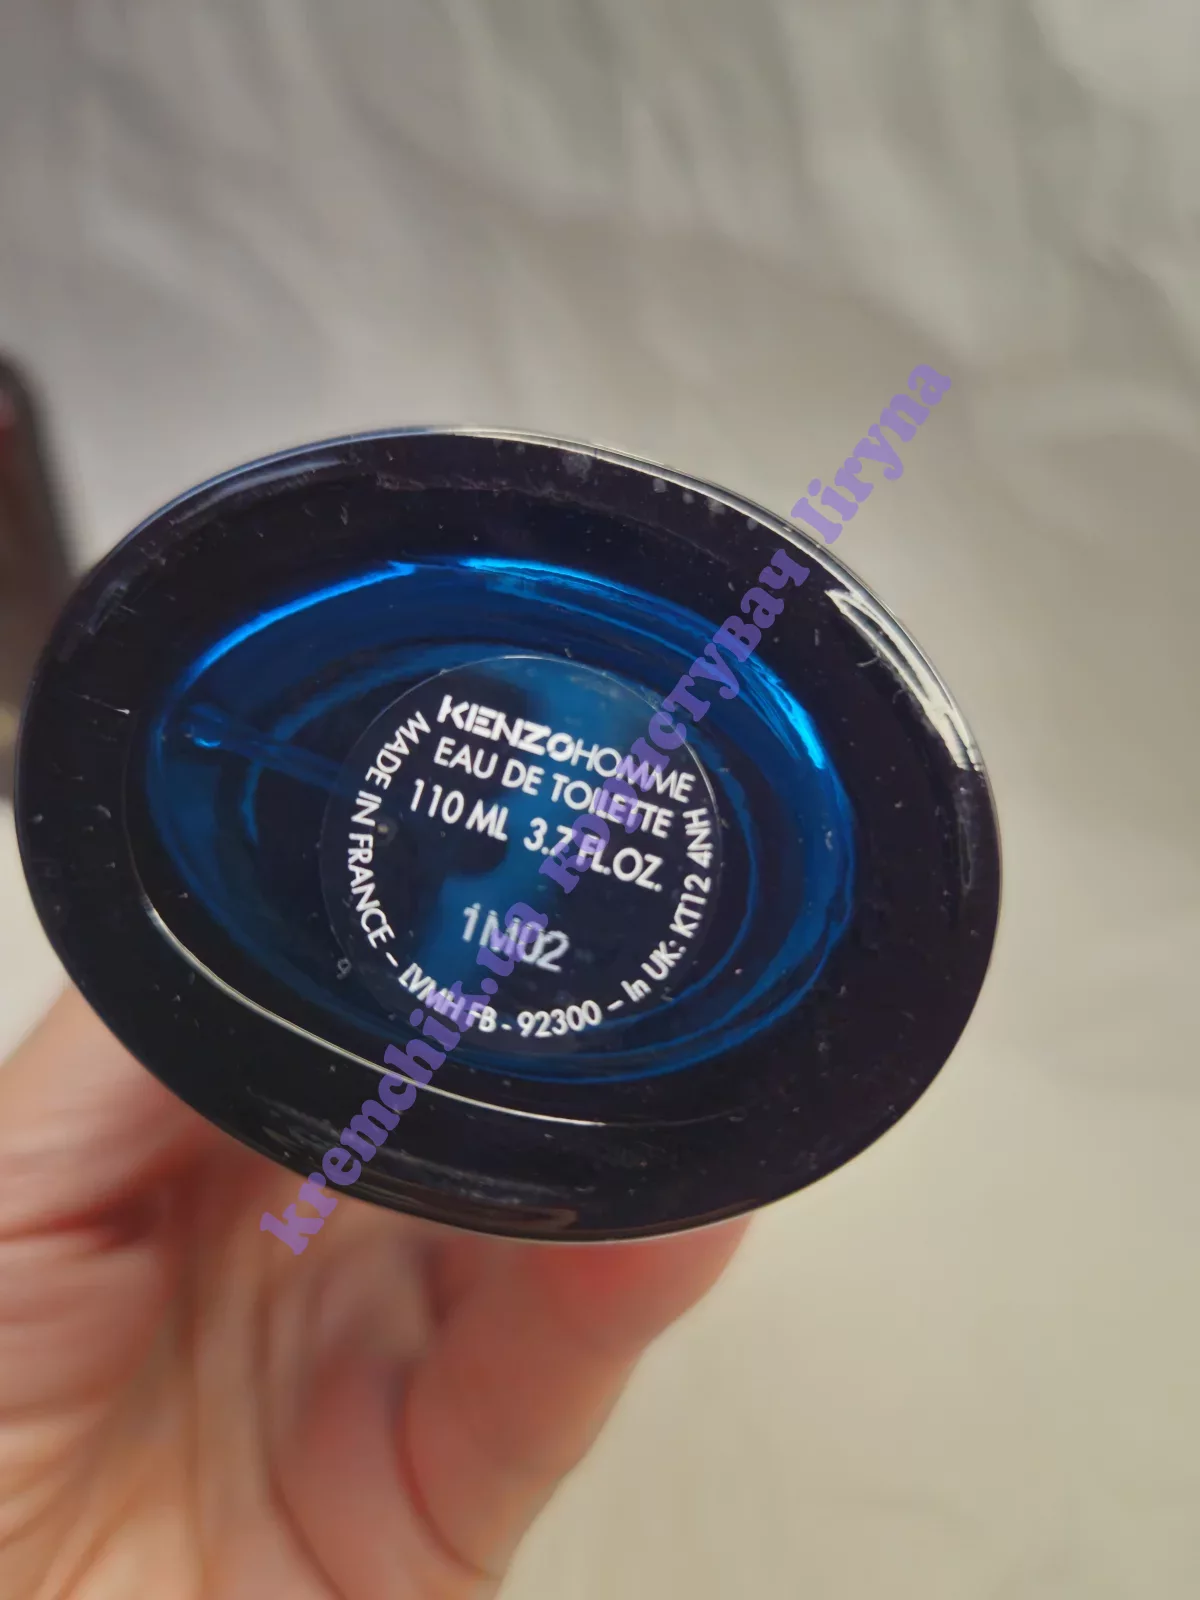 KENZOHOMME
EAU DE TOILETTE
110 ML 3.7 FL.OZ.
1M02
MADE IN FRANCE – LVMH FB - 92300 – In UK: KT12 4NH
kremchik.ua користувач Iiryna